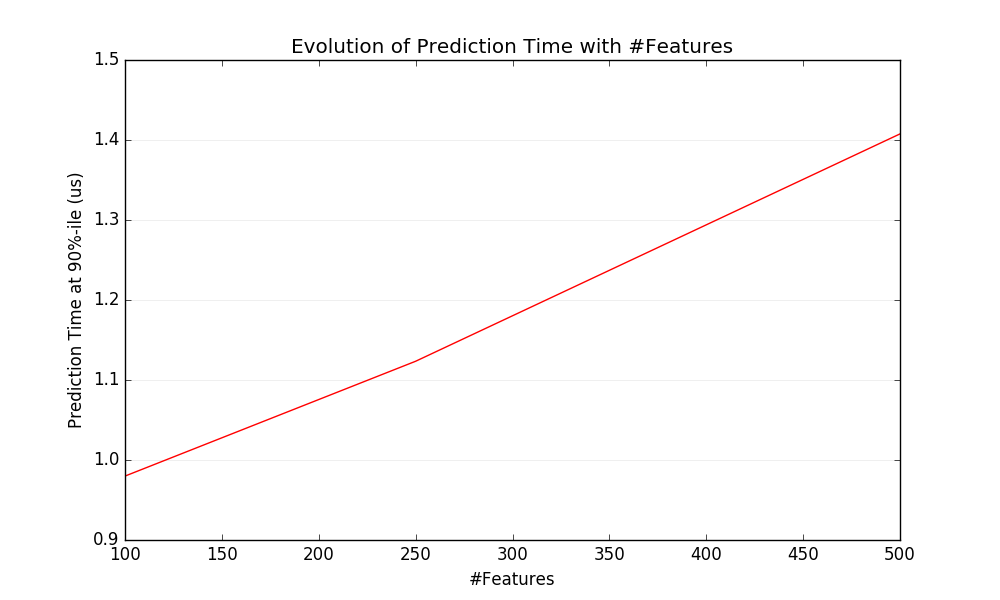 Evolution of Prediction Time with #Features
1.5
1.4
1.3
1.2
1.1
1.0
0.9
Prediction Time at 90%-ile (us)
100 150 200 250 300 350 400 450 500
#Features